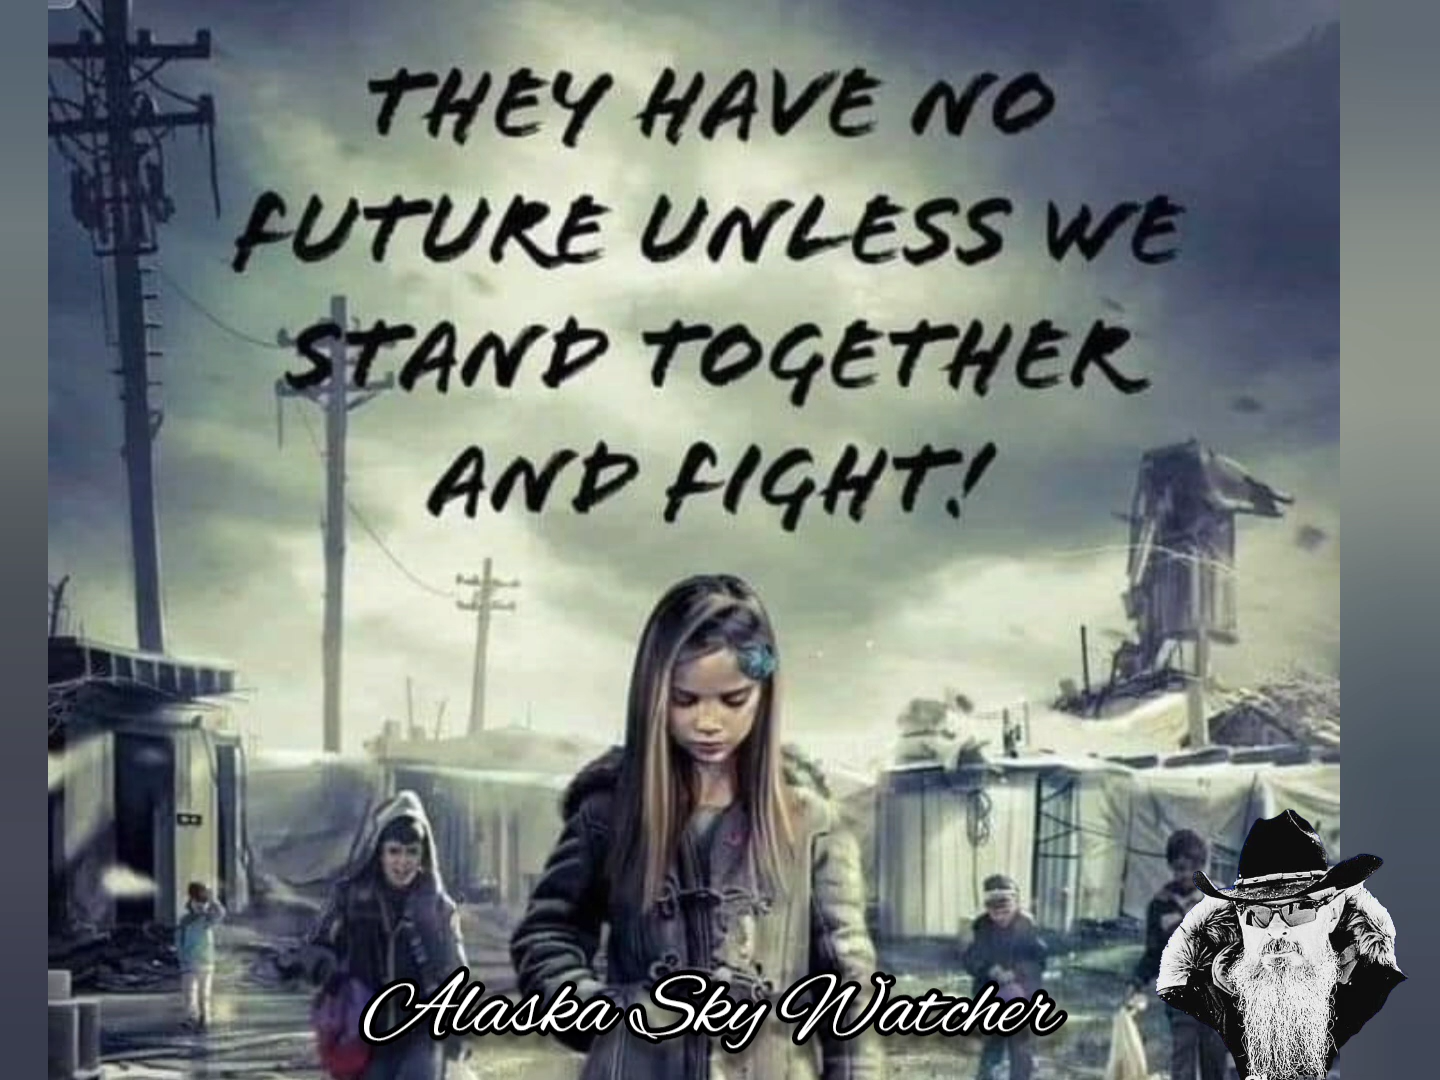 THEY HAVE NO
FUTURE UNLESS WE
STAND TOGETHER
AND FIGHT!
Alaska Sky Watcher